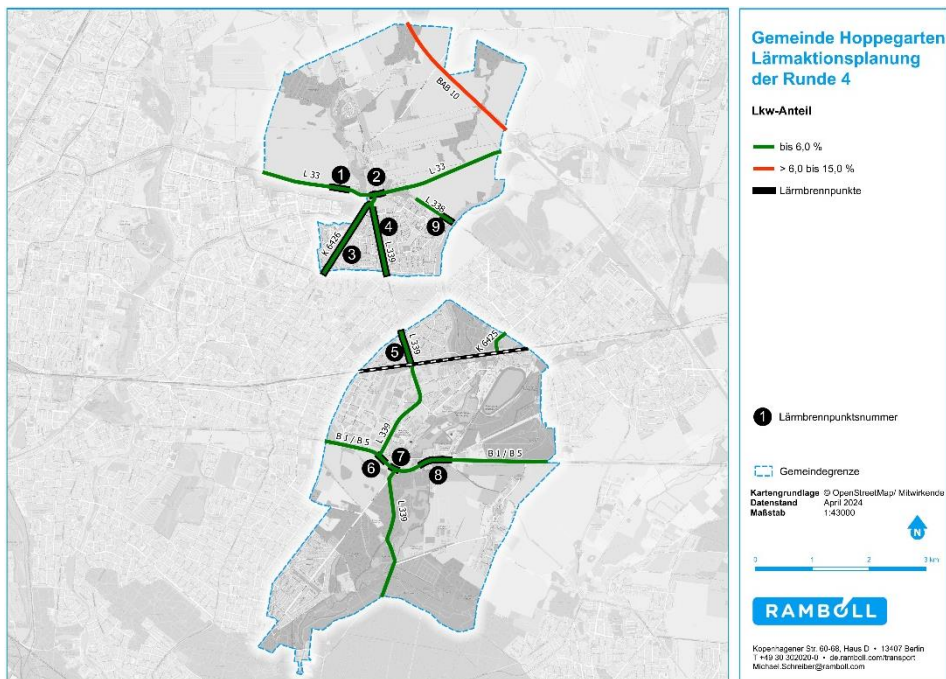 Gemeinde Hoppegarten
Lärmaktionsplanung
der Runde 4
Lkw-Anteil
bis 6,0 %
> 6,0 bis 15,0 %
Lärmbrennpunkte
1 Lärmbrennpunktsnummer
Gemeindegrenze
Kartengrundlage © OpenStreetMap/ Mitwirkende
Datenstand April 2024
Maßstab 1:43000
N
0 1 2 3 km
RAMBOLL
Kopenhagener Str. 60-68, Haus D • 13407 Berlin
T +49 30 302020-0 • de.ramboll.com/transport
Michael.Schreiber@ramboll.com
BAB 10
L 33
1
2
L 33
L 338
9
4
K 6426
3
L 339
5
L 339
K 6425
L 339
B 1 / B 5
6
7
8
B 1 / B 5
L 339